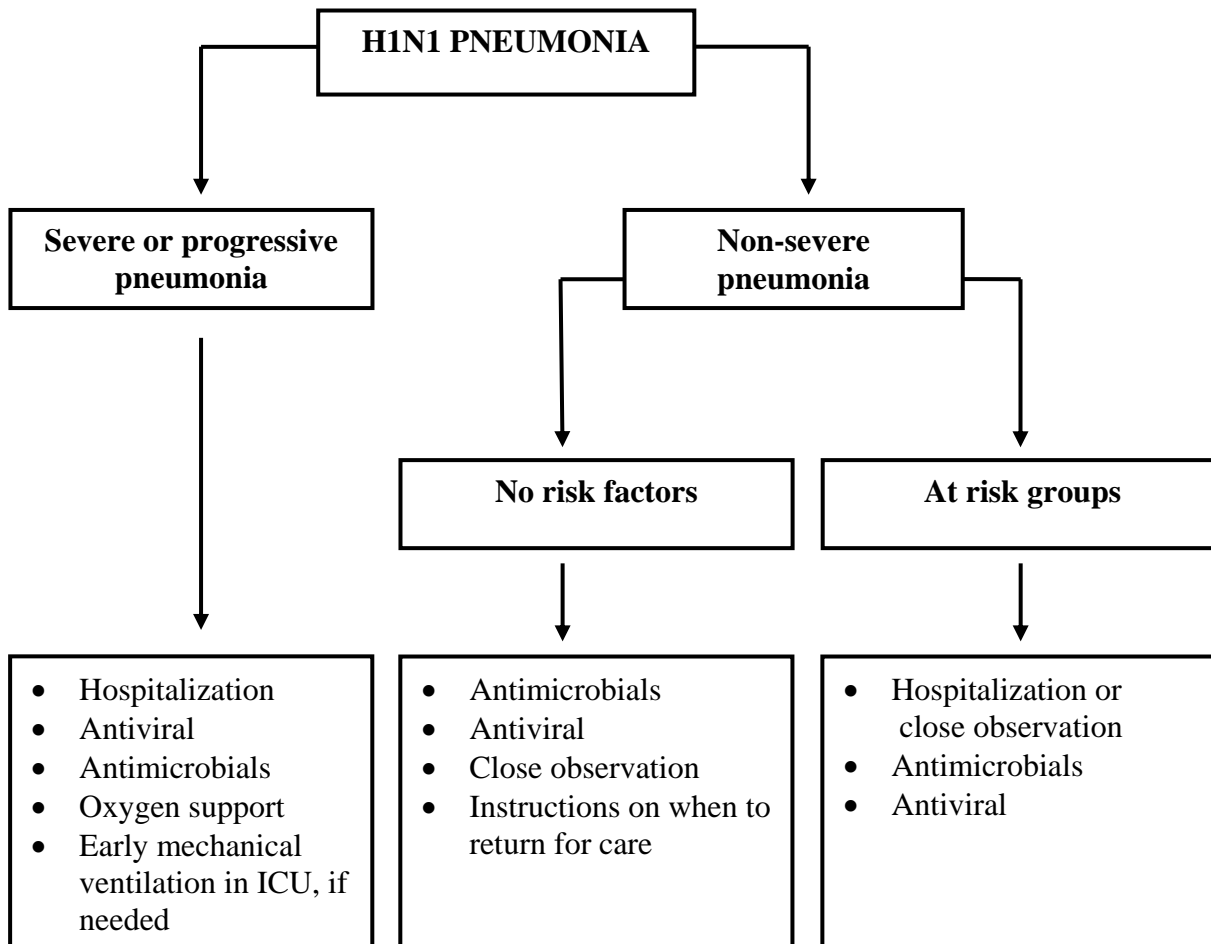 H1N1 PNEUMONIA
Severe or progressive
pneumonia
Non-severe
pneumonia
No risk factors
At risk groups
• Hospitalization
• Antiviral
• Antimicrobials
• Oxygen support
• Early mechanical
ventilation in ICU, if
needed
• Antimicrobials
• Antiviral
• Close observation
• Instructions on when to
return for care
• Hospitalization or
close observation
• Antimicrobials
• Antiviral